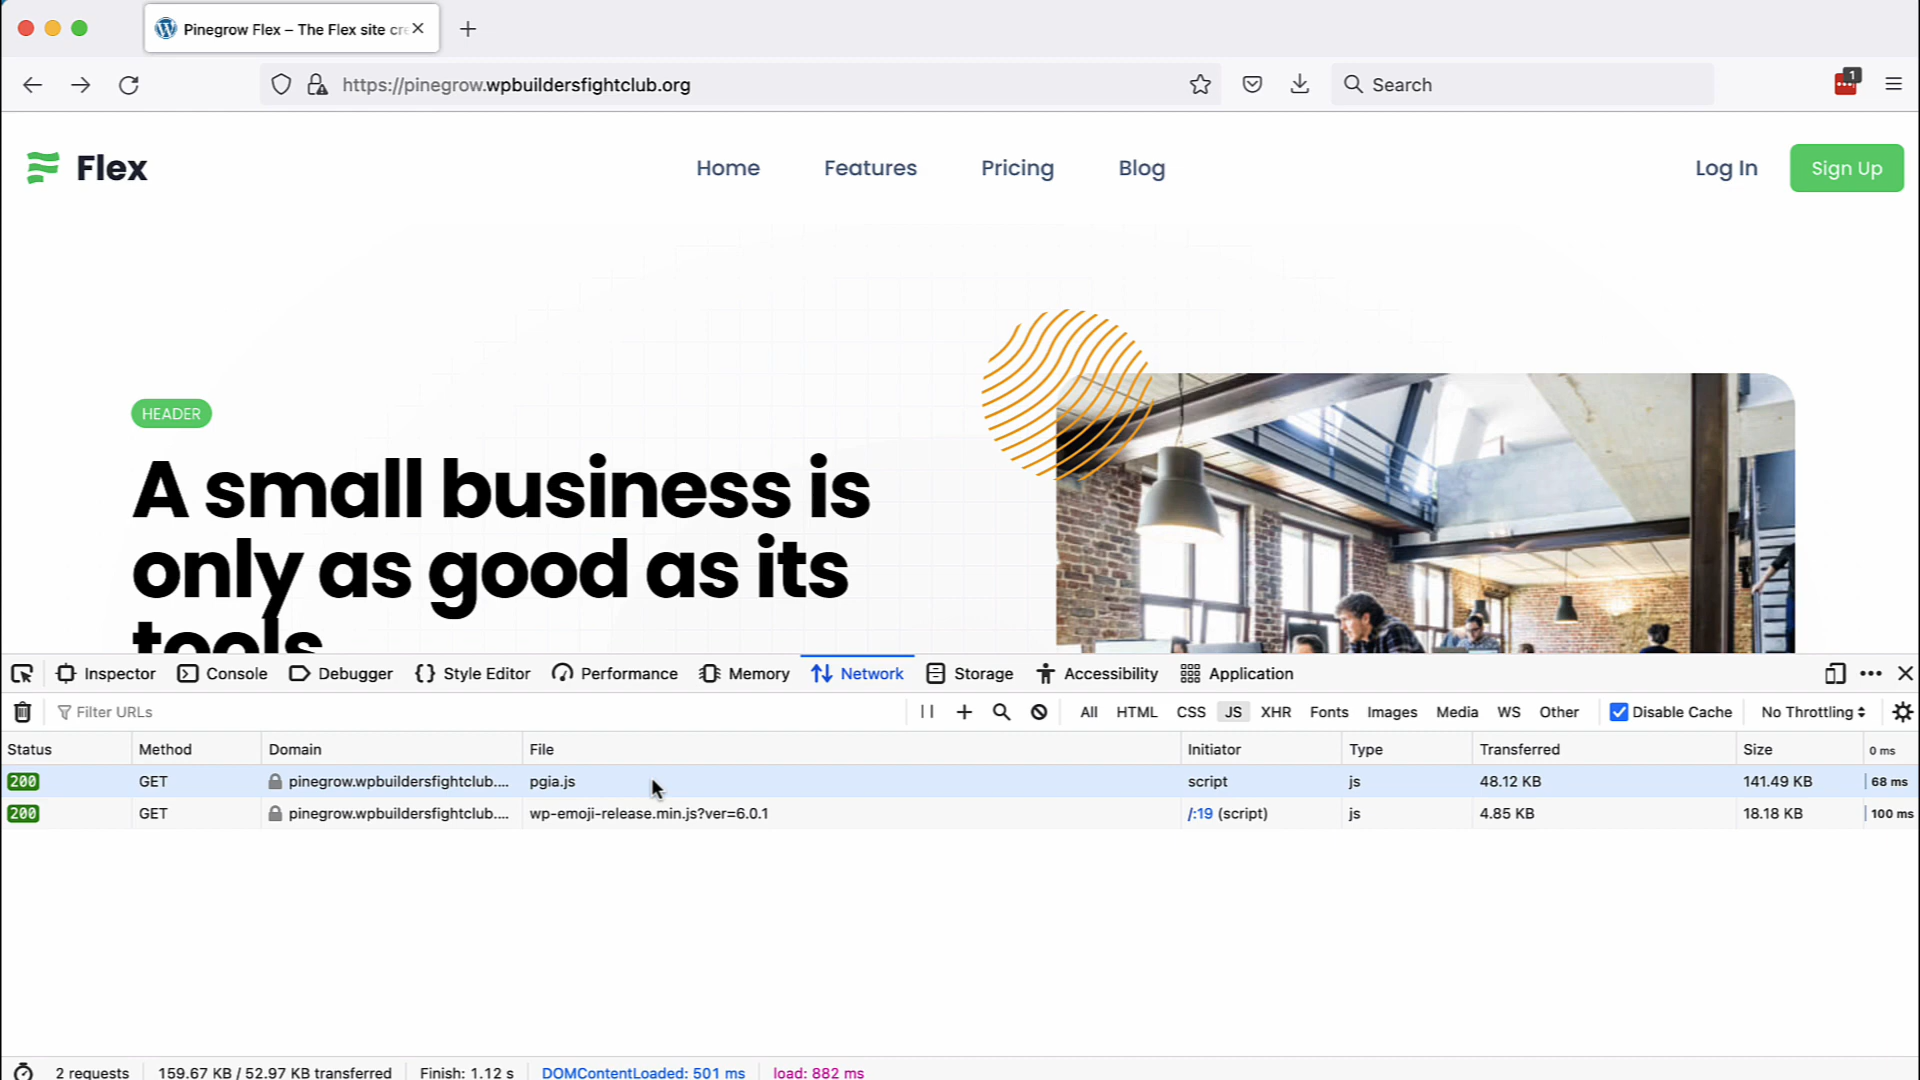 Pinegrow Flex – The Flex site cre
https://pinegrow.wpbuildersfightclub.org
Search
1
Flex
Home Features Pricing Blog
Log In Sign Up
HEADER
A small business is
only as good as its
tools
Inspector Console Debugger Style Editor Performance Memory Network Storage Accessibility Application
Filter URLs
All HTML CSS JS XHR Fonts Images Media WS Other Disable Cache No Throttling
Status Method Domain File Initiator Type Transferred Size 0 ms
200 GET pinegrow.wpbuildersfightclub.... pgia.js script js 48.12 KB 141.49 KB 68 ms
200 GET pinegrow.wpbuildersfightclub.... wp-emoji-release.min.js?ver=6.0.1 /:19 (script) js 4.85 KB 18.18 KB 100 ms
2 requests 159.67 KB / 52.97 KB transferred Finish: 1.12 s DOMContentLoaded: 501 ms load: 882 ms